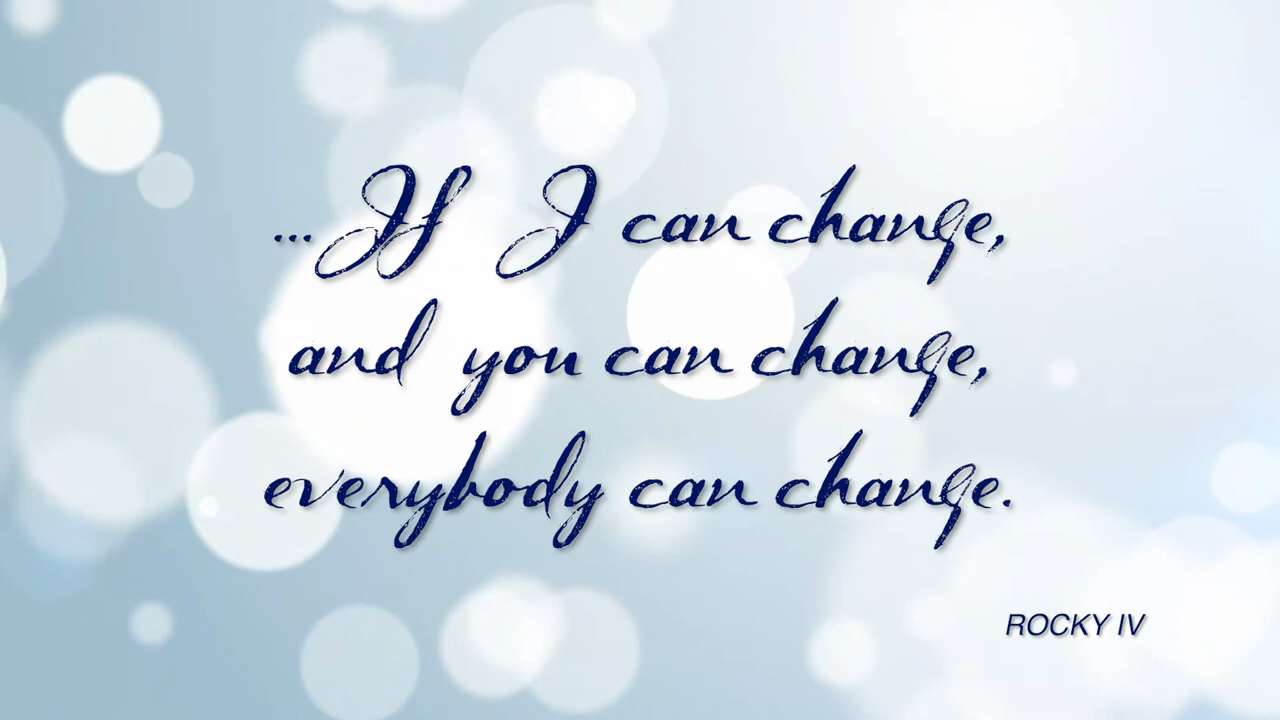 ...If I can change,
and you can change,
everybody can change.
ROCKY IV